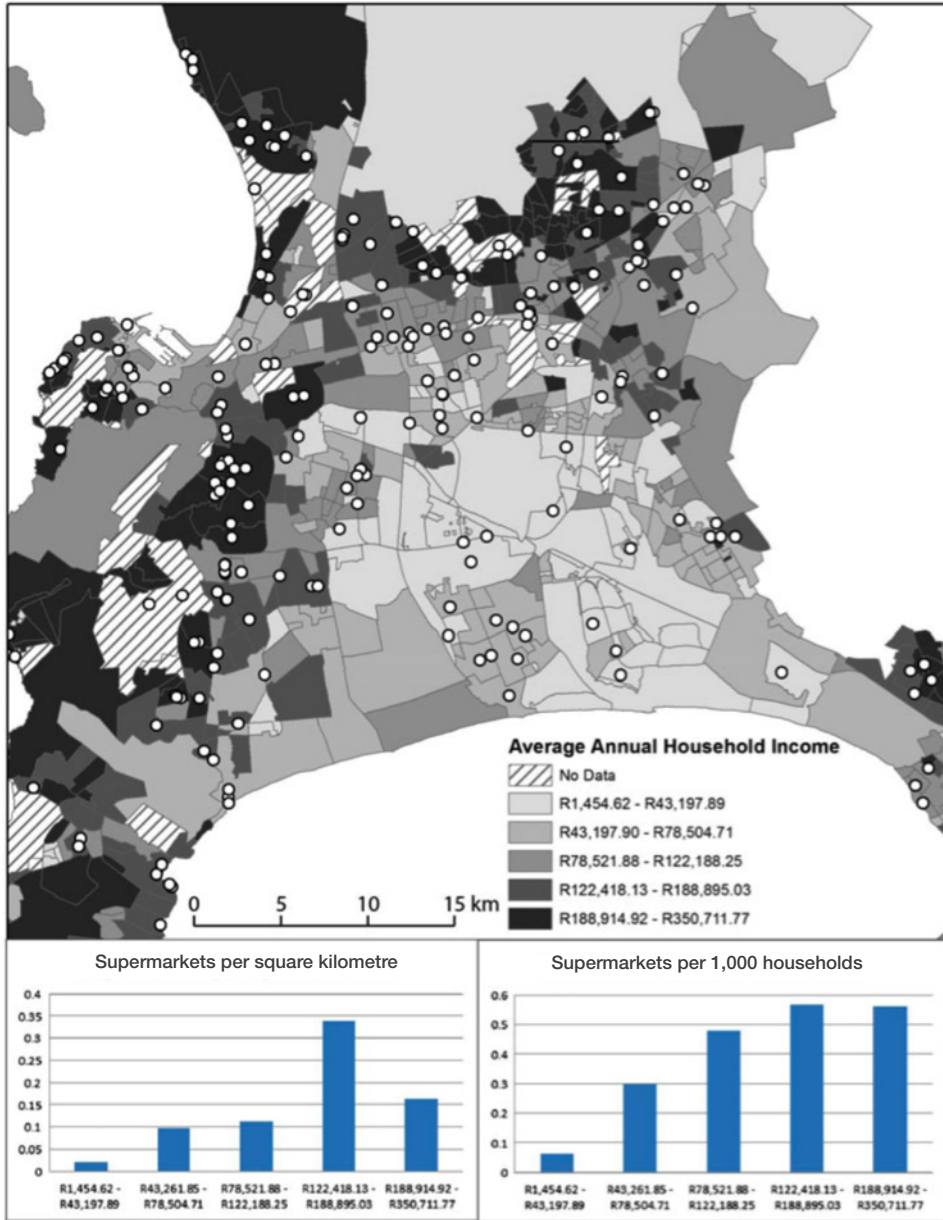 Average Annual Household Income
No Data
R1,454.62 - R43,197.89
R43,197.90 - R78,504.71
R78,521.88 - R122,188.25
R122,418.13 - R188,895.03
R188,914.92 - R350,711.77
0 5 10 15 km
Supermarkets per square kilometre
0.4
0.35
0.3
0.25
0.2
0.15
0.1
0.05
0
R1,454.62 - R43,261.85 - R78,521.88 - R122,418.13 - R188,914.92 -
R43,197.89 R78,504.71 R122,188.25 R188,895.03 R350,711.77
Supermarkets per 1,000 households
0.6
0.5
0.4
0.3
0.2
0.1
0
R1,454.62 - R43,261.85 - R78,521.88 - R122,418.13 - R188,914.92 -
R43,197.89 R78,504.71 R122,188.25 R188,895.03 R350,711.77